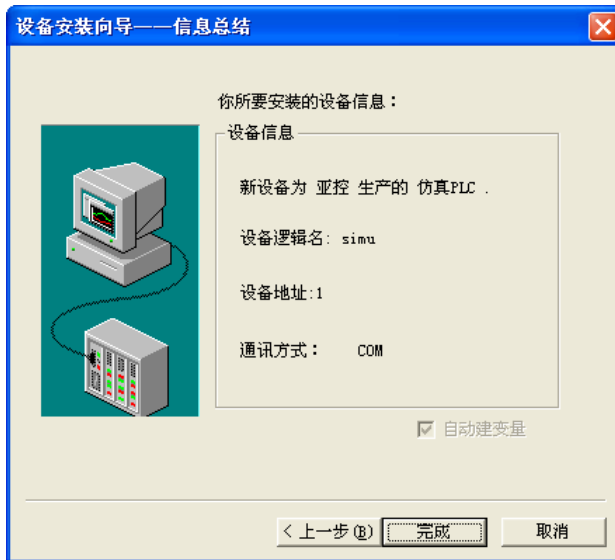 设备安装向导——信息总结
你所要安装的设备信息：
设备信息
新设备为 亚控 生产的 仿真PLC .
设备逻辑名: simu
设备地址:1
通讯方式： COM
自动建变量
< 上一步(B) 完成 取消